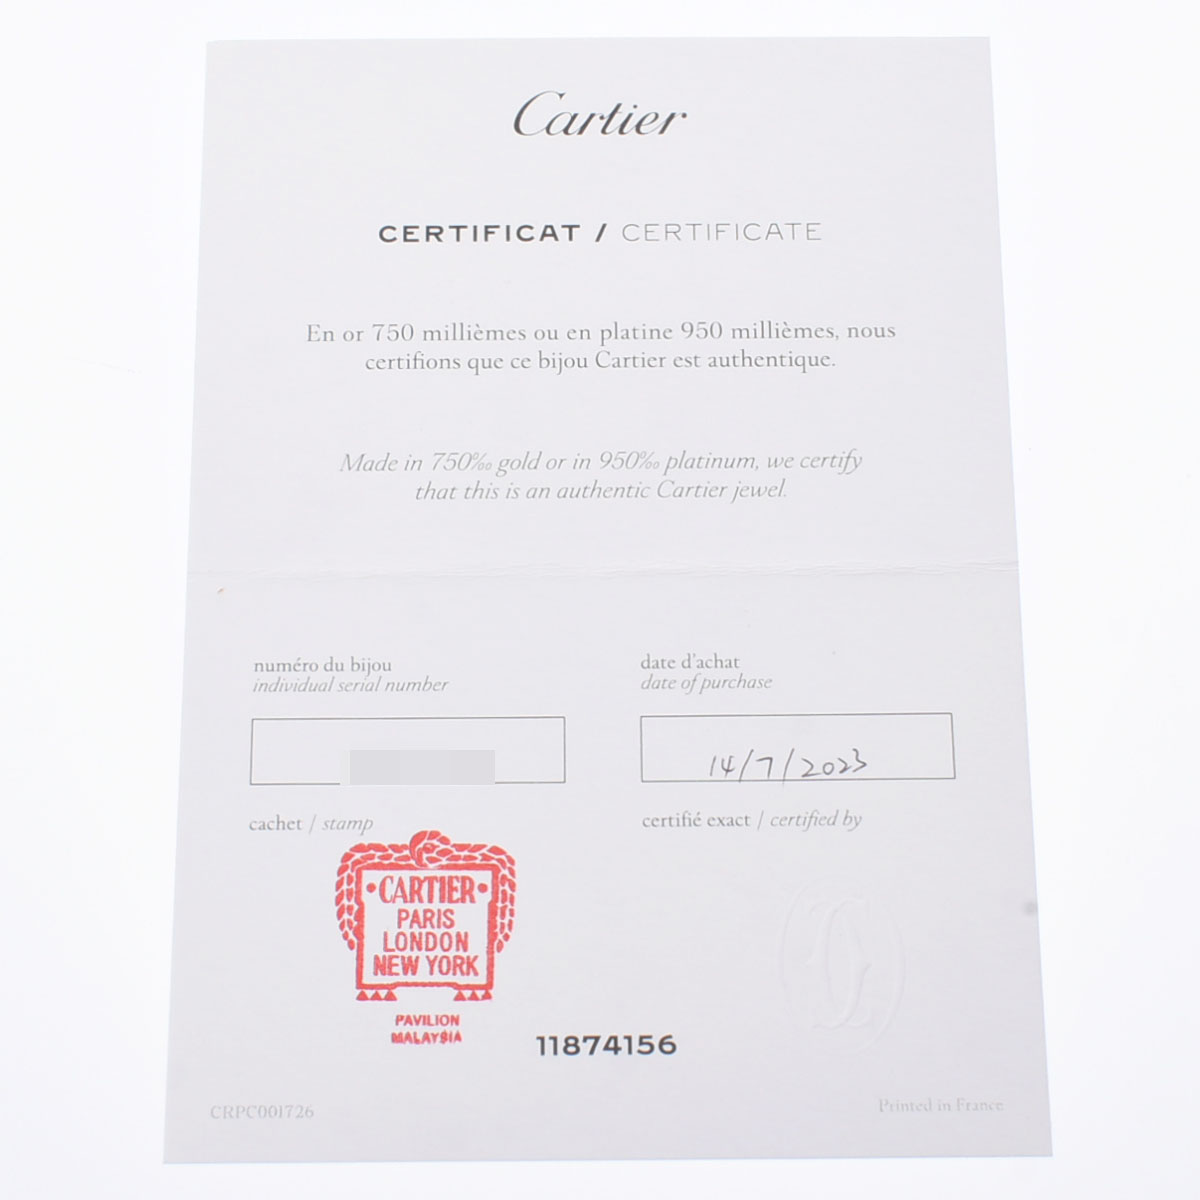 Cartier
CERTIFICAT / CERTIFICATE
En or 750 millièmes ou en platine 950 millièmes, nous
certifions que ce bijou Cartier est authentique.
Made in 750‰ gold or in 950‰ platinum, we certify
that this is an authentic Cartier jewel.
numéro du bijou
individual serial number
date d'achat
date of purchase
14/7/2023
cachet / stamp
certifié exact / certified by
•CARTIER•
PARIS
LONDON
NEW YORK
PAVILION
MALAYSIA
11874156
CRPC001726
Printed in France